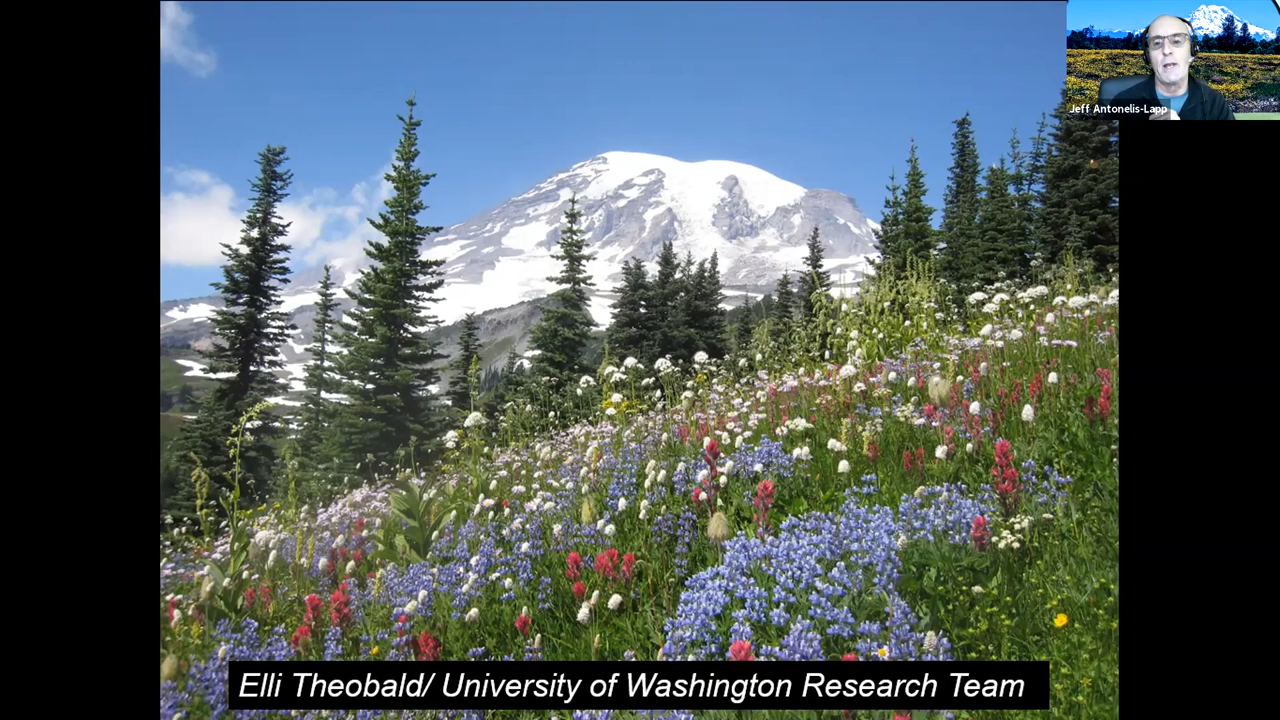 Jeff Antonelis-Lapp
Elli Theobald/ University of Washington Research Team